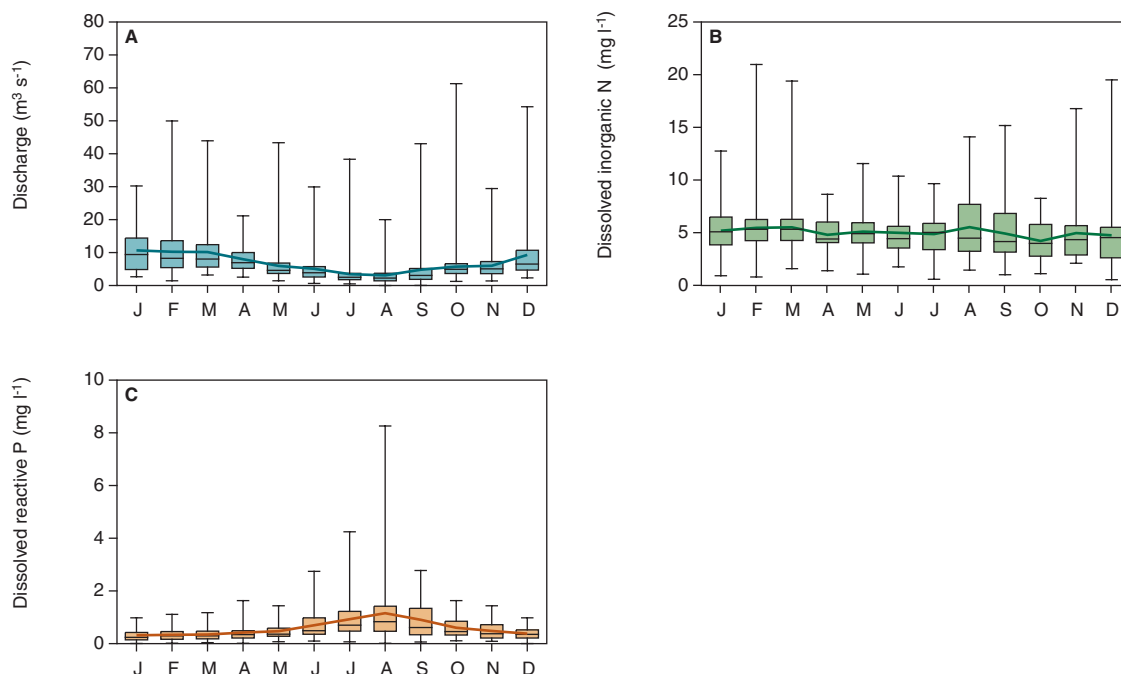 Discharge (m³ s⁻¹)
80
70
60
50
40
30
20
10
0
A
J F M A M J J A S O N D
Dissolved inorganic N (mg l⁻¹)
25
20
15
10
5
0
B
J F M A M J J A S O N D
Dissolved reactive P (mg l⁻¹)
10
8
6
4
2
0
C
J F M A M J J A S O N D